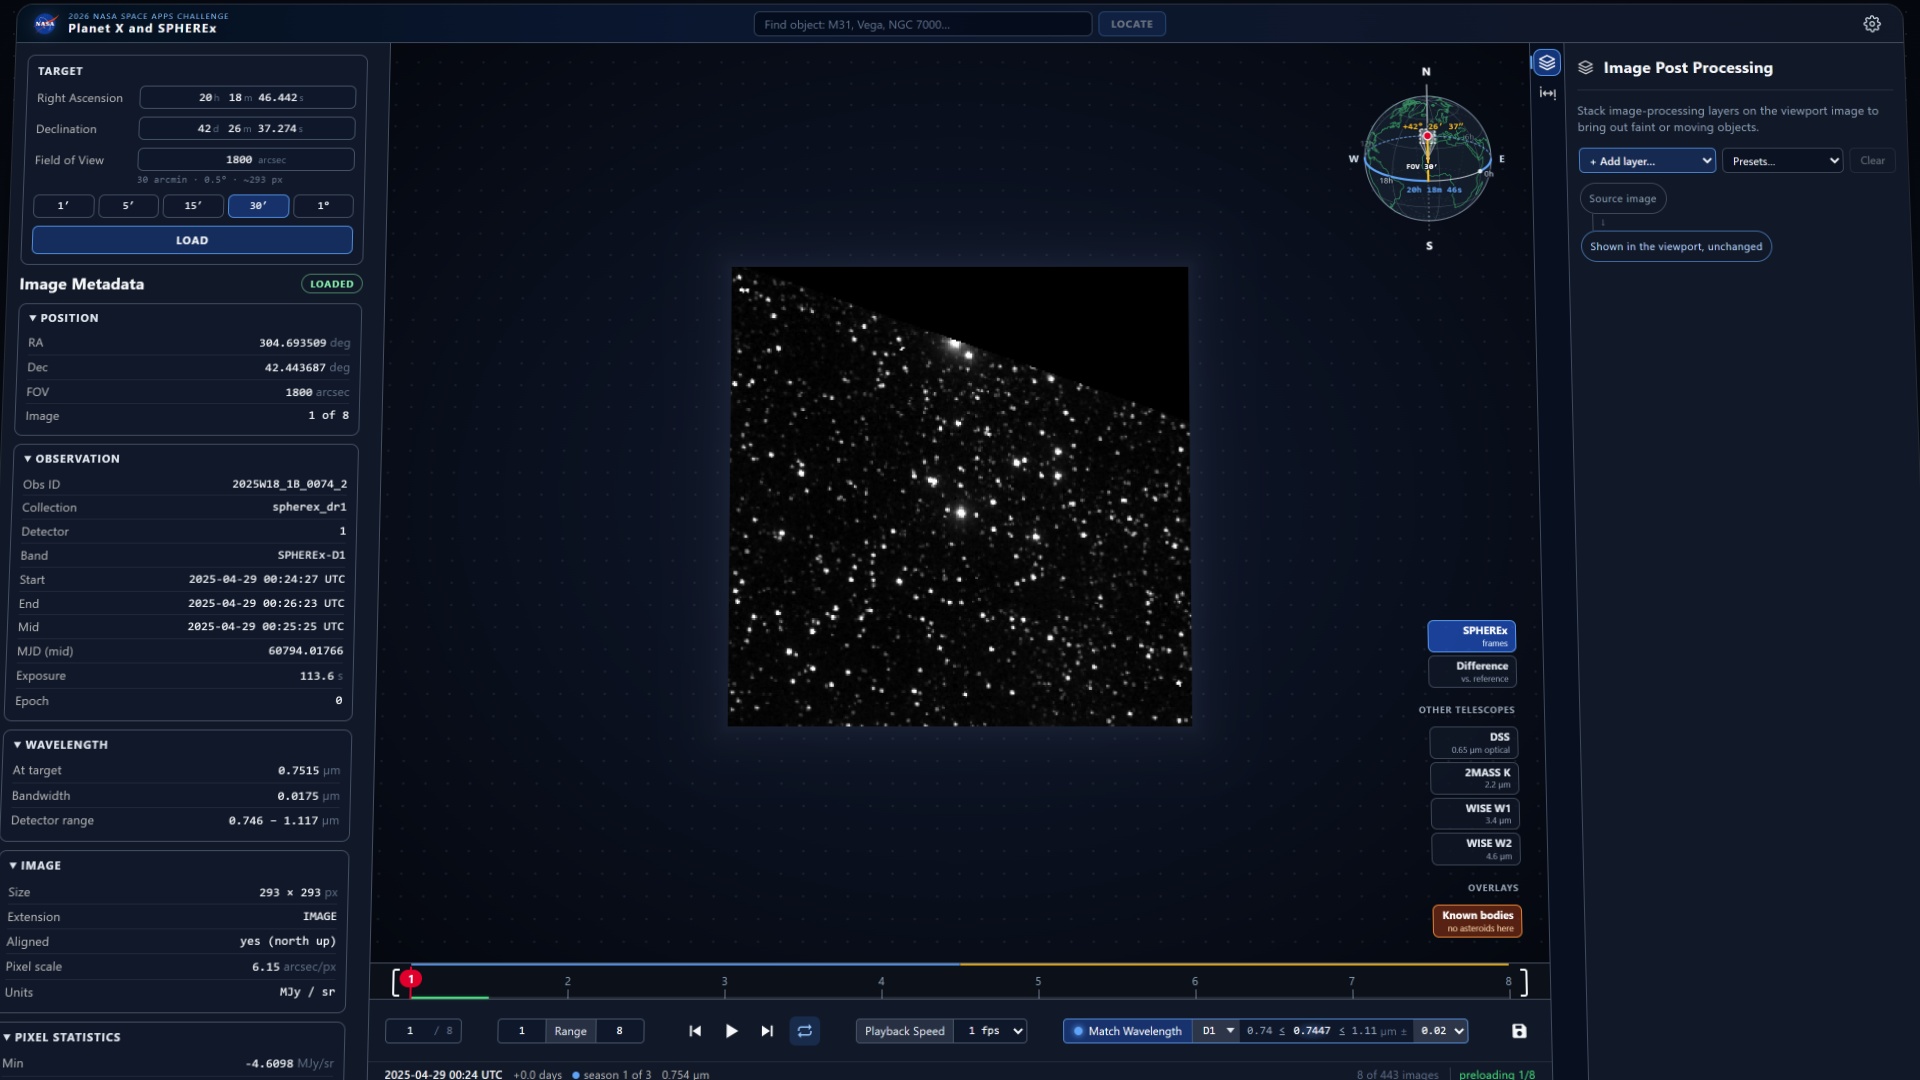 NASA
2026 NASA SPACE APPS CHALLENGE
Planet X and SPHEREx
Find object: M31, Vega, NGC 7000...
LOCATE
TARGET
Right Ascension 20h 18m 46.442s
Declination 42d 26m 37.274s
Field of View 1800 arcsec
30 arcmin · 0.5° · ~293 px
1′ 5′ 15′ 30′ 1°
LOAD
Image Metadata LOADED
▼ POSITION
RA 304.693509 deg
Dec 42.443687 deg
FOV 1800 arcsec
Image 1 of 8
▼ OBSERVATION
Obs ID 2025W18_1B_0074_2
Collection spherex_dr1
Detector 1
Band SPHEREx-D1
Start 2025-04-29 00:24:27 UTC
End 2025-04-29 00:26:23 UTC
Mid 2025-04-29 00:25:25 UTC
MJD (mid) 60794.01766
Exposure 113.6 s
Epoch 0
▼ WAVELENGTH
At target 0.7515 µm
Bandwidth 0.0175 µm
Detector range 0.746 – 1.117 µm
▼ IMAGE
Size 293 × 293 px
Extension IMAGE
Aligned yes (north up)
Pixel scale 6.15 arcsec/px
Units MJy / sr
▼ PIXEL STATISTICS
Min -4.6098 MJy/sr
N
+42° 26′ 37″
W
FOV 30′
E
18h
0h
20h 18m 46s
S
SPHEREx
frames
Difference
vs. reference
OTHER TELESCOPES
DSS
0.65 µm optical
2MASS K
2.2 µm
WISE W1
3.4 µm
WISE W2
4.6 µm
OVERLAYS
Known bodies
no asteroids here
1 2 3 4 5 6 7 8
1 / 8
1 Range 8
Playback Speed 1 fps
Match Wavelength D1 ▼ 0.74 ≤ 0.7447 ≤ 1.11 µm ± 0.02
2025-04-29 00:24 UTC +0.0 days season 1 of 3 0.754 µm
8 of 443 images preloading 1/8
Image Post Processing
Stack image-processing layers on the viewport image to
bring out faint or moving objects.
+ Add layer... Presets... Clear
Source image
↓
Shown in the viewport, unchanged